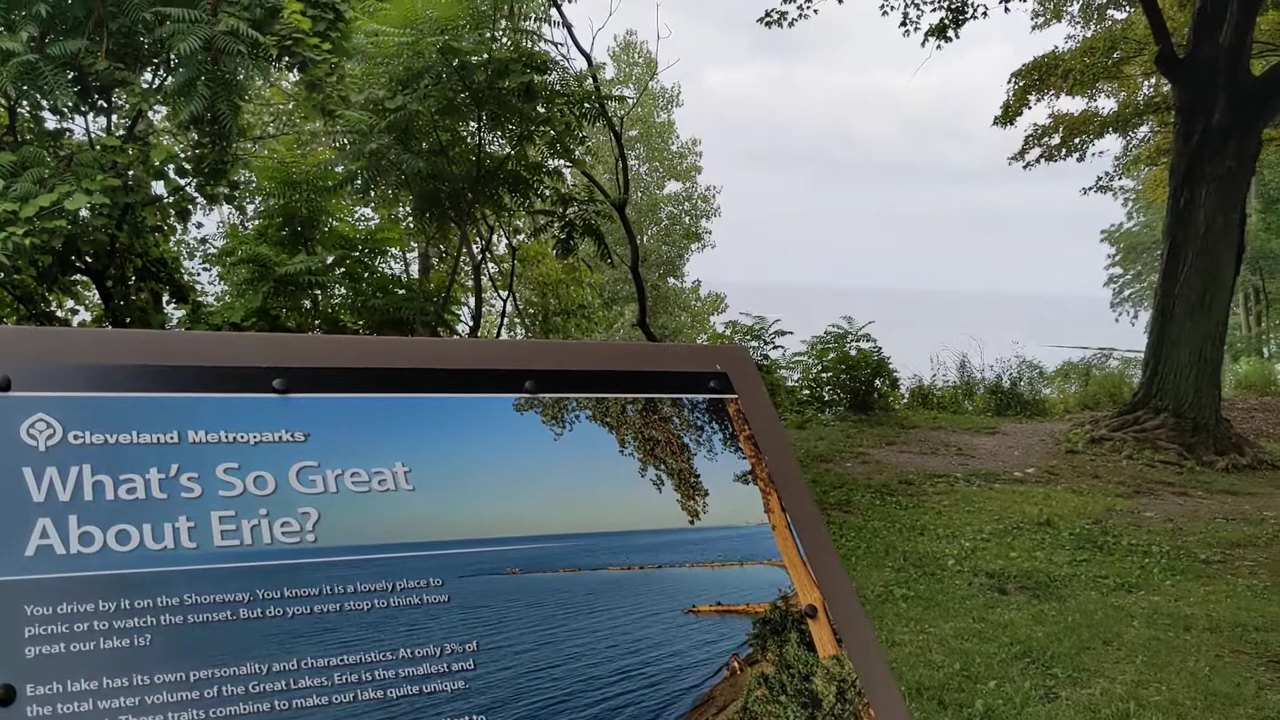 Cleveland Metroparks
What's So Great
About Erie?
You drive by it on the Shoreway. You know it is a lovely place to
picnic or to watch the sunset. But do you ever stop to think how
great our lake is?
Each lake has its own personality and characteristics. At only 3% of
the total water volume of the Great Lakes, Erie is the smallest and
These traits combine to make our lake quite unique.
to